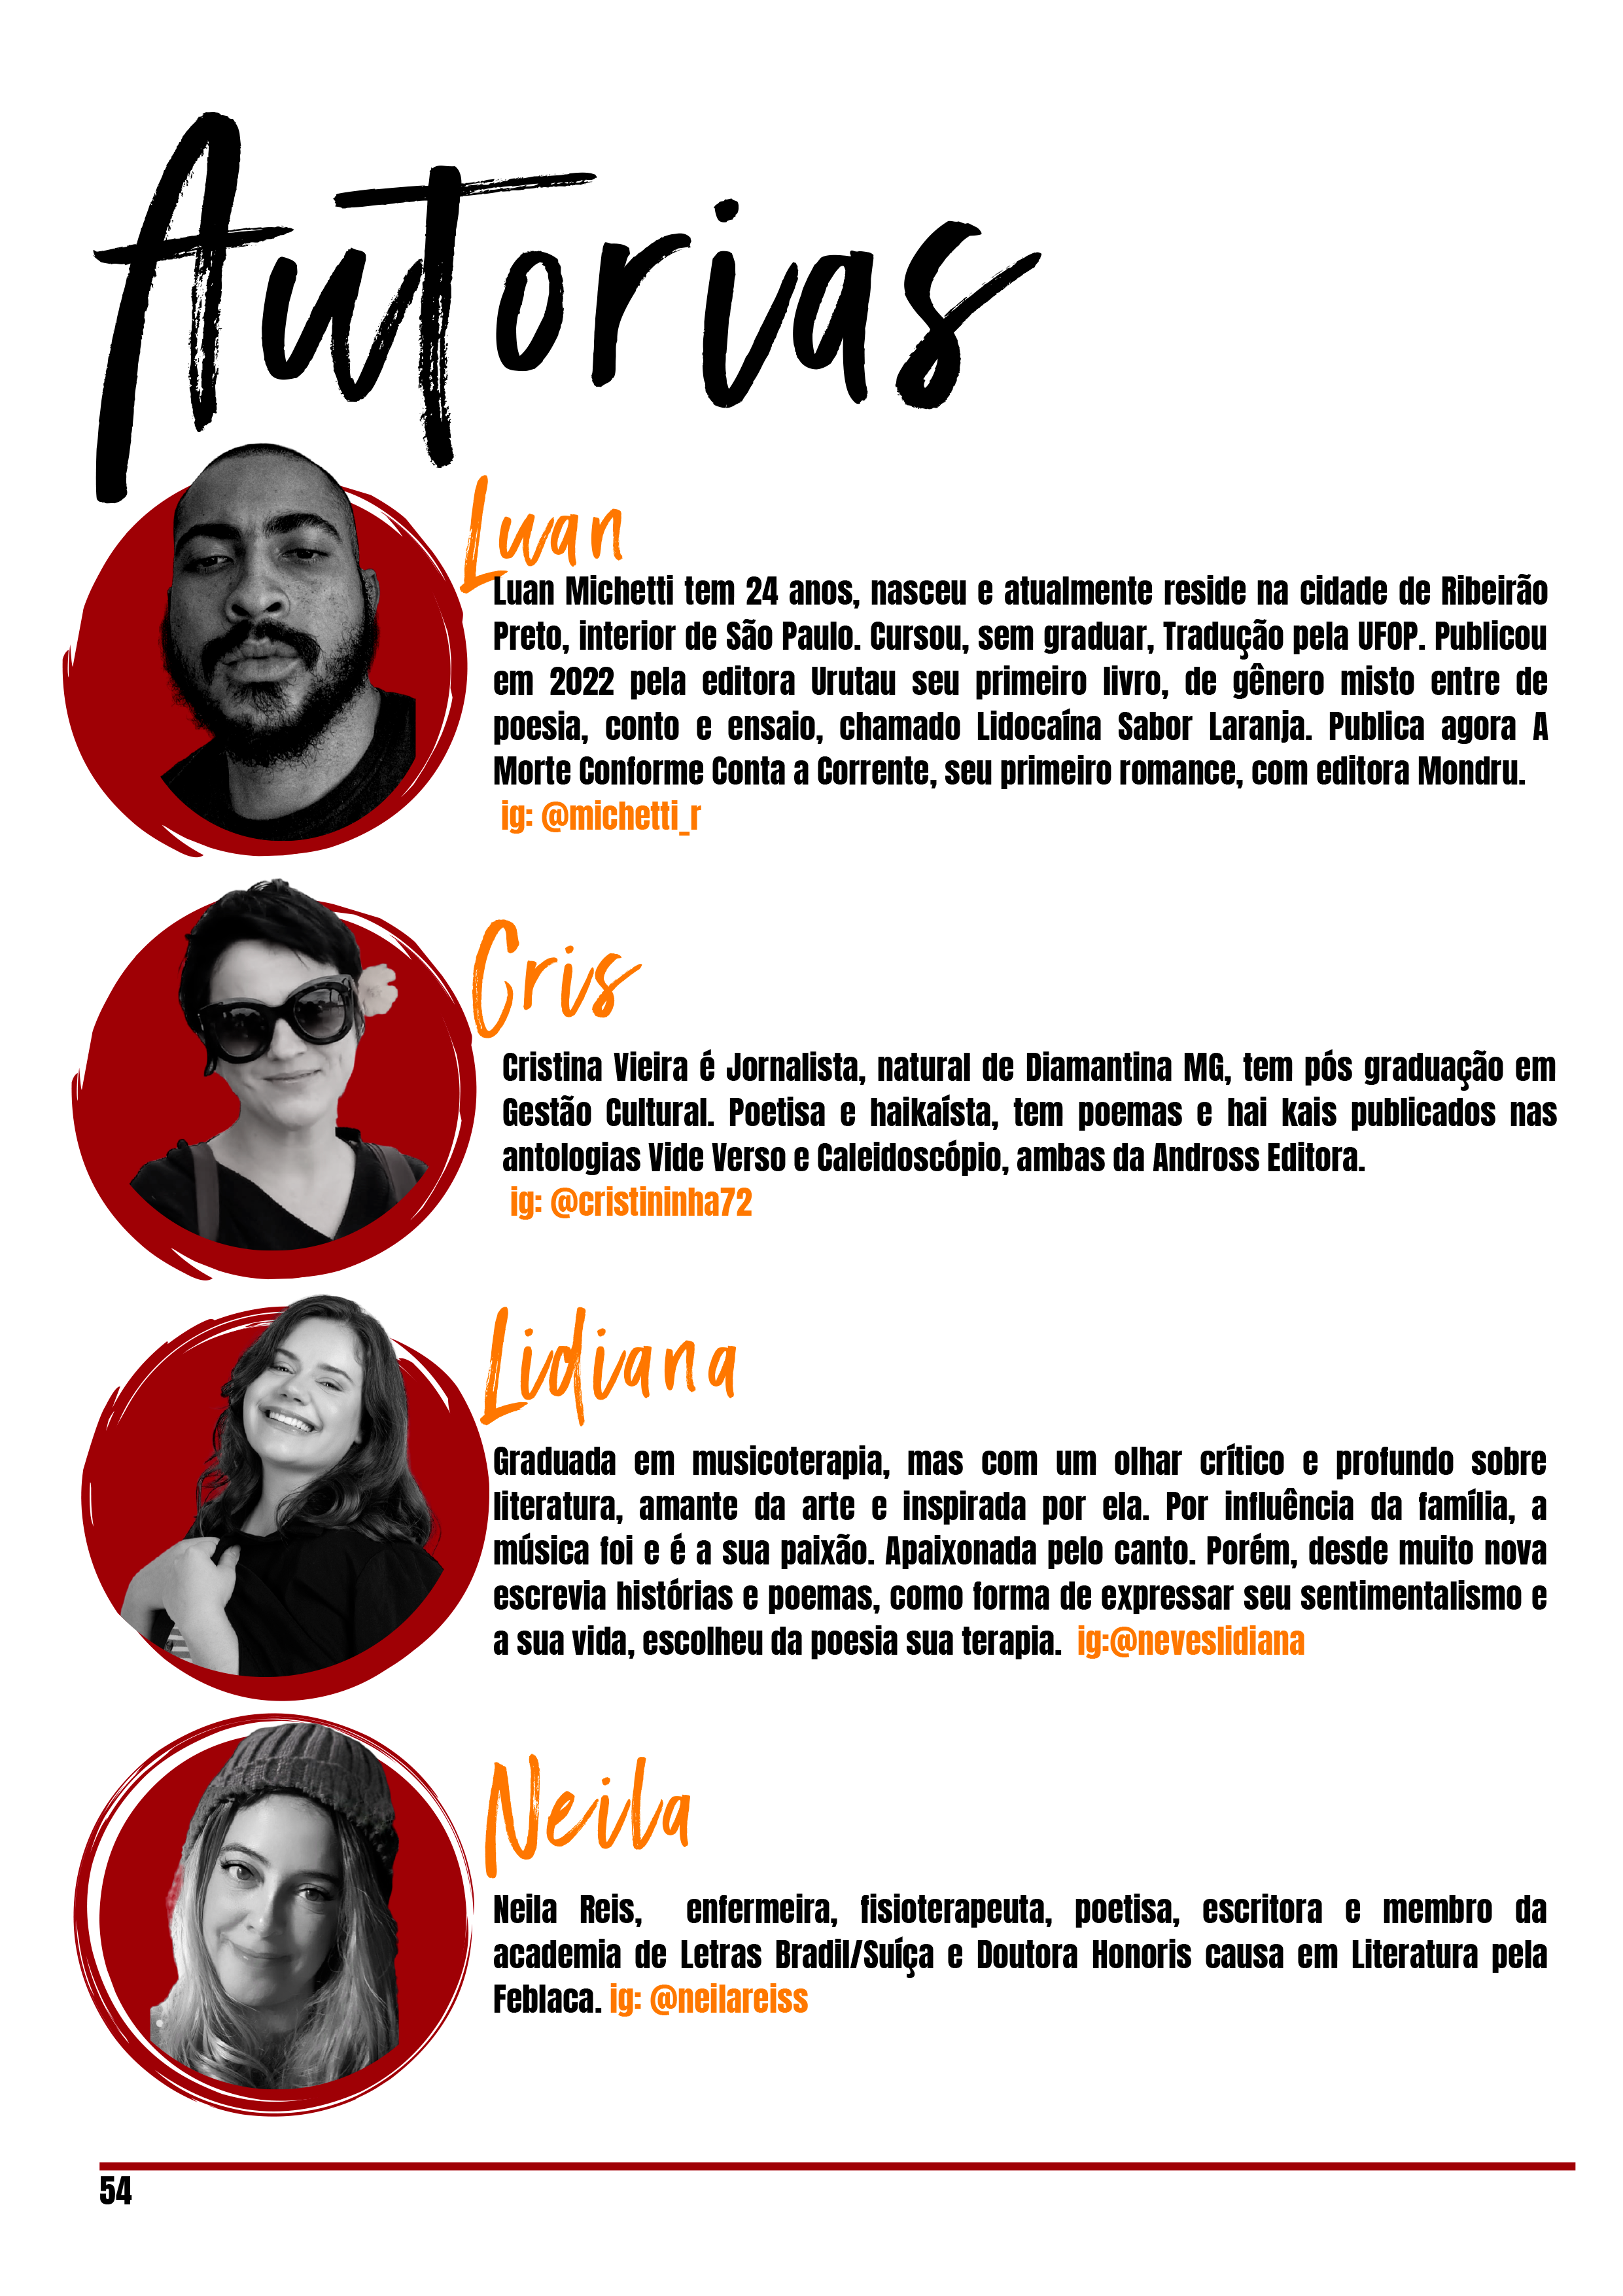 Autorias
Luan
Luan Michetti tem 24 anos, nasceu e atualmente reside na cidade de Ribeirão
Preto, interior de São Paulo. Cursou, sem graduar, Tradução pela UFOP. Publicou
em 2022 pela editora Urutau seu primeiro livro, de gênero misto entre de
poesia, conto e ensaio, chamado Lidocaína Sabor Laranja. Publica agora A
Morte Conforme Conta a Corrente, seu primeiro romance, com editora Mondru.
ig: @michetti_r
Cris
Cristina Vieira é Jornalista, natural de Diamantina MG, tem pós graduação em
Gestão Cultural. Poetisa e haikaísta, tem poemas e hai kais publicados nas
antologias Vide Verso e Caleidoscópio, ambas da Andross Editora.
ig: @cristininha72
Lidiana
Graduada em musicoterapia, mas com um olhar crítico e profundo sobre
literatura, amante da arte e inspirada por ela. Por influência da família, a
música foi e é a sua paixão. Apaixonada pelo canto. Porém, desde muito nova
escrevia histórias e poemas, como forma de expressar seu sentimentalismo e
a sua vida, escolheu da poesia sua terapia. ig:@neveslidiana
Neila
Neila Reis, enfermeira, fisioterapeuta, poetisa, escritora e membro da
academia de Letras Bradil/Suíça e Doutora Honoris causa em Literatura pela
Feblaca. ig: @neilareiss
54